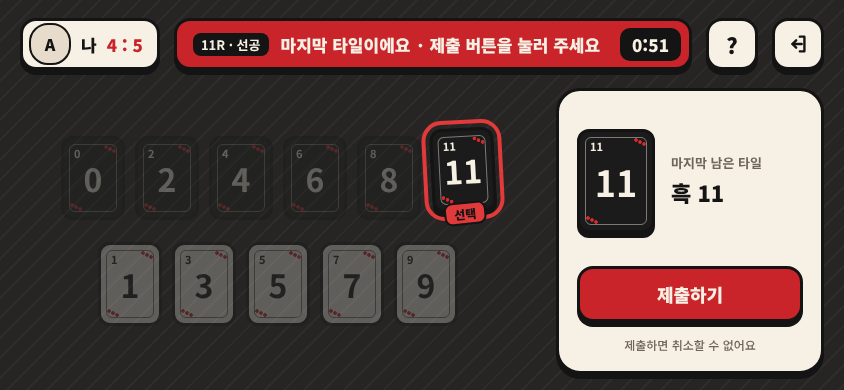 A 나 4 : 5
11R · 선공 마지막 타일이에요 · 제출 버튼을 눌러 주세요 0:51 ?
0 0
2 2
4 4
6 6
8 8
11 11
선택
1 1
3 3
5 5
7 7
9 9
11 11
마지막 남은 타일
흑 11
제출하기
제출하면 취소할 수 없어요